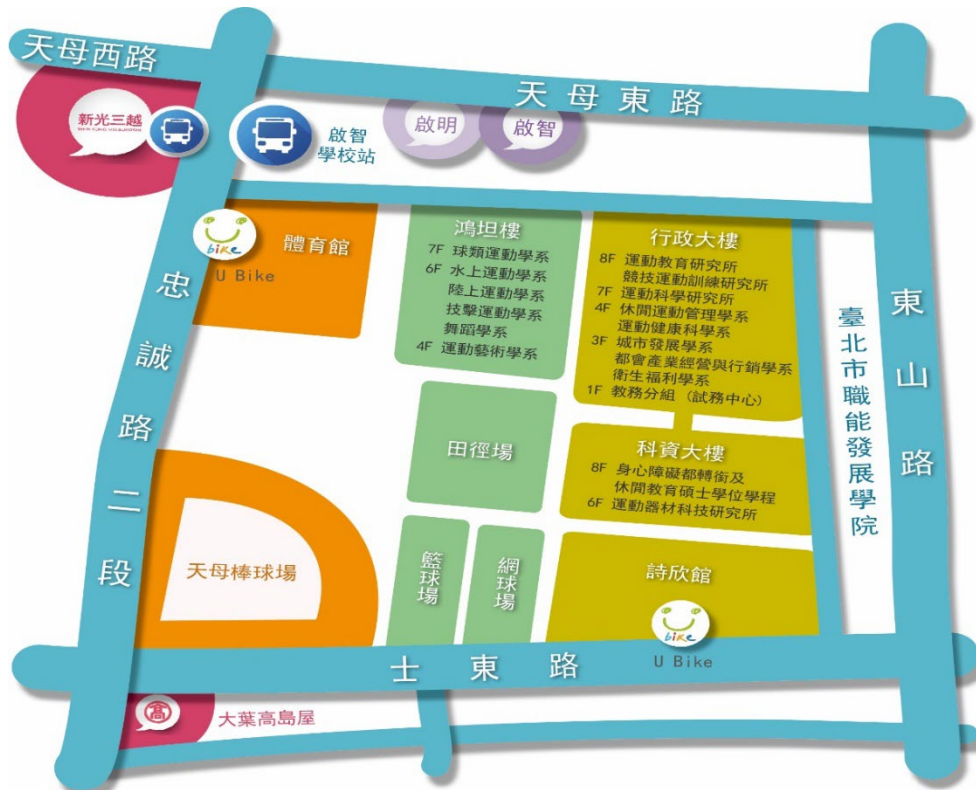 天母西路
天母東路
新光三越
啟智
學校站
啟明
啟智
bike
U Bike
體育館
鴻坦樓
7F 球類運動學系
6F 水上運動學系
陸上運動學系
技擊運動學系
舞蹈學系
4F 運動藝術學系
行政大樓
8F 運動教育研究所
競技運動訓練研究所
7F 運動科學研究所
4F 休閒運動管理學系
運動健康科學系
3F 城市發展學系
都會產業經營與行銷學系
衛生福利學系
1F 教務分組 (試務中心)
忠誠路二段
東山路
臺北市職能發展學院
田徑場
科資大樓
8F 身心障礙都轉銜及
休閒教育碩士學位學程
6F 運動器材科技研究所
天母棒球場
籃球場
網球場
詩欣館
bike
U Bike
士東路
高
大葉高島屋